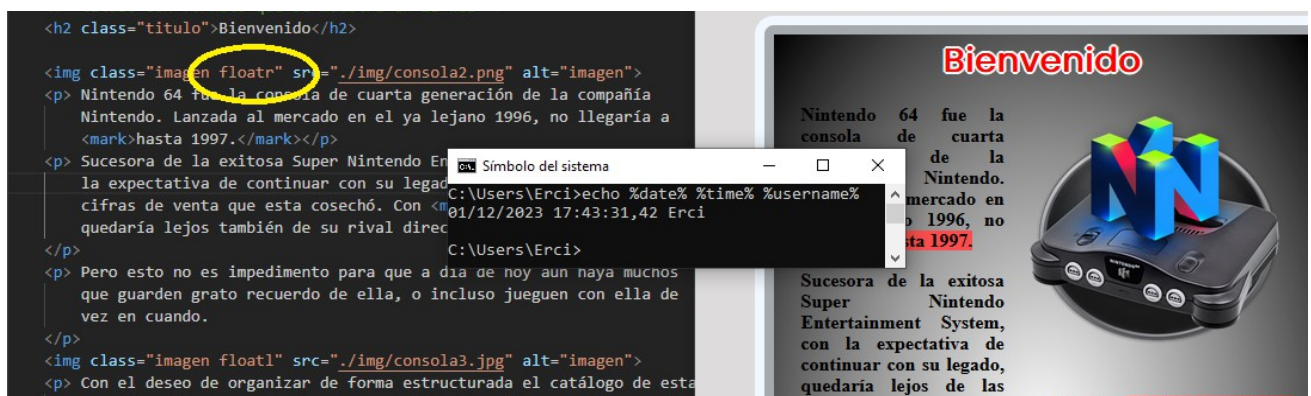 <h2 class="titulo">Bienvenido</h2>
<img class="imagen floatr" src="./img/consola2.png" alt="imagen">
<p> Nintendo 64 fue la consola de cuarta generación de la compañía
Nintendo. Lanzada al mercado en el ya lejano 1996, no llegaría a
<mark>hasta 1997.</mark></p>
<p> Sucesora de la exitosa Super Nintendo En
la expectativa de continuar con su legad
cifras de venta que esta cosechó. Con <m
quedaría lejos también de su rival direc
</p>
<p> Pero esto no es impedimento para que a día de hoy aún haya muchos
que guarden grato recuerdo de ella, o incluso jueguen con ella de
vez en cuando.
</p>
<img class="imagen floatl" src="./img/consola3.jpg" alt="imagen">
<p> Con el deseo de organizar de forma estructurada el catálogo de esta
Símbolo del sistema
C:\Users\Erci>echo %date% %time% %username%
01/12/2023 17:43:31,42 Erci
C:\Users\Erci>
Bienvenido
Nintendo 64 fue la
consola de cuarta
de la
Nintendo.
mercado en
1996, no
sta 1997.
Sucesora de la exitosa
Super Nintendo
Entertainment System,
con la expectativa de
continuar con su legado,
quedaría lejos de las